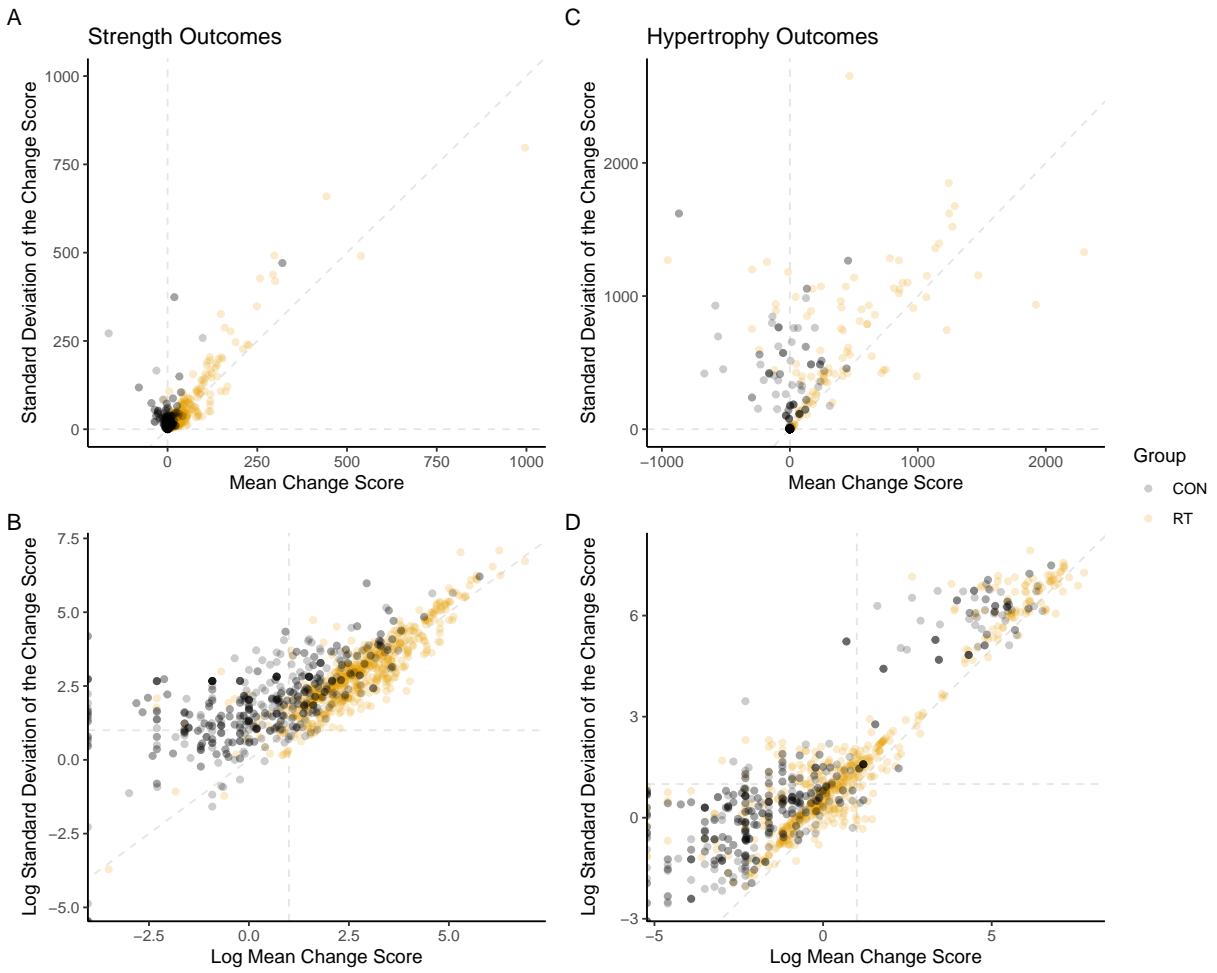 A
Strength Outcomes
Standard Deviation of the Change Score
1000
750
500
250
0
0
250
500
750
1000
Mean Change Score
C
Hypertrophy Outcomes
Standard Deviation of the Change Score
2000
1000
0
−1000
0
1000
2000
Mean Change Score
B
Log Standard Deviation of the Change Score
7.5
5.0
2.5
0.0
−2.5
−5.0
−2.5
0.0
2.5
5.0
Log Mean Change Score
D
Log Standard Deviation of the Change Score
6
3
0
−3
−5
0
5
Log Mean Change Score
Group
CON
RT